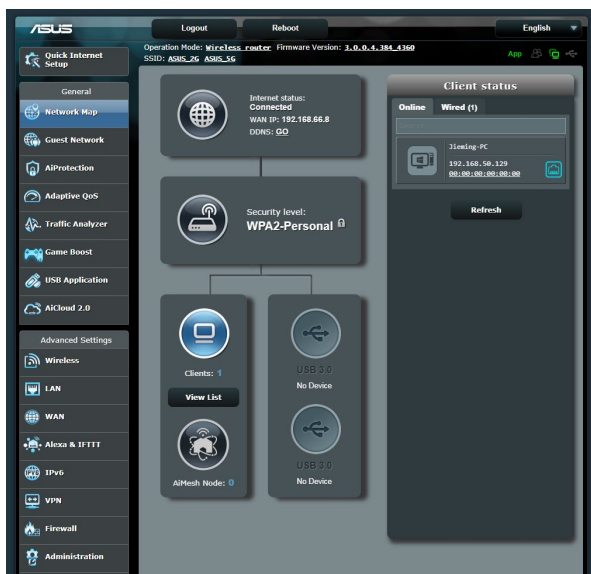 ASUS
Logout
Reboot
English
Quick Internet
Setup
Operation Mode: Wireless router Firmware Version: 3.0.0.4.384_4360
SSID: ASUS_2G ASUS_5G
App
General
Network Map
Guest Network
AiProtection
Adaptive QoS
Traffic Analyzer
Game Boost
USB Application
AiCloud 2.0
Advanced Settings
Wireless
LAN
WAN
Alexa & IFTTT
IPv6
VPN
Firewall
Administration
Internet status:
Connected
WAN IP: 192.168.66.8
DDNS: GO
Security level:
WPA2-Personal
Clients: 1
View List
AiMesh Node: 0
USB 3.0
No Device
USB 3.0
No Device
Client status
Online Wired (1)
Jieming-PC
192.168.50.129
00:00:00:00:00:00
Refresh